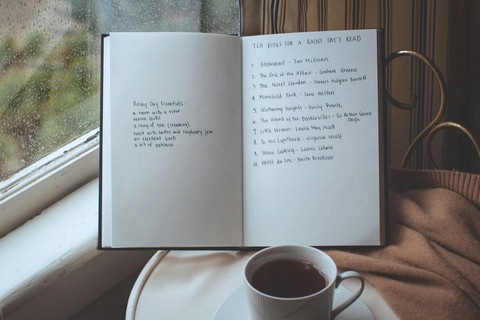 Rainy Day Essentials:
a room with a view
warm socks
a mug of tea (steaming)
toast with butter and raspberry jam
an excellent book
a bit of patience
TEN BOOKS FOR A RAINY DAY'S READ
1. Atonement - Ian McEwan
2. The End of the Affair - Graham Greene
3. The Secret Garden - Frances Hodgson Burnett
4. Mansfield Park - Jane Austen
5. Wuthering Heights - Emily Brontë
6. The Hound of the Baskervilles - Sir Arthur Conan
Doyle
7. Little Women - Louisa May Alcott
8. To the Lighthouse - Virginia Woolf
9. Home Cooking - Laurie Colwin
10. Hotel du Lac - Anita Brookner